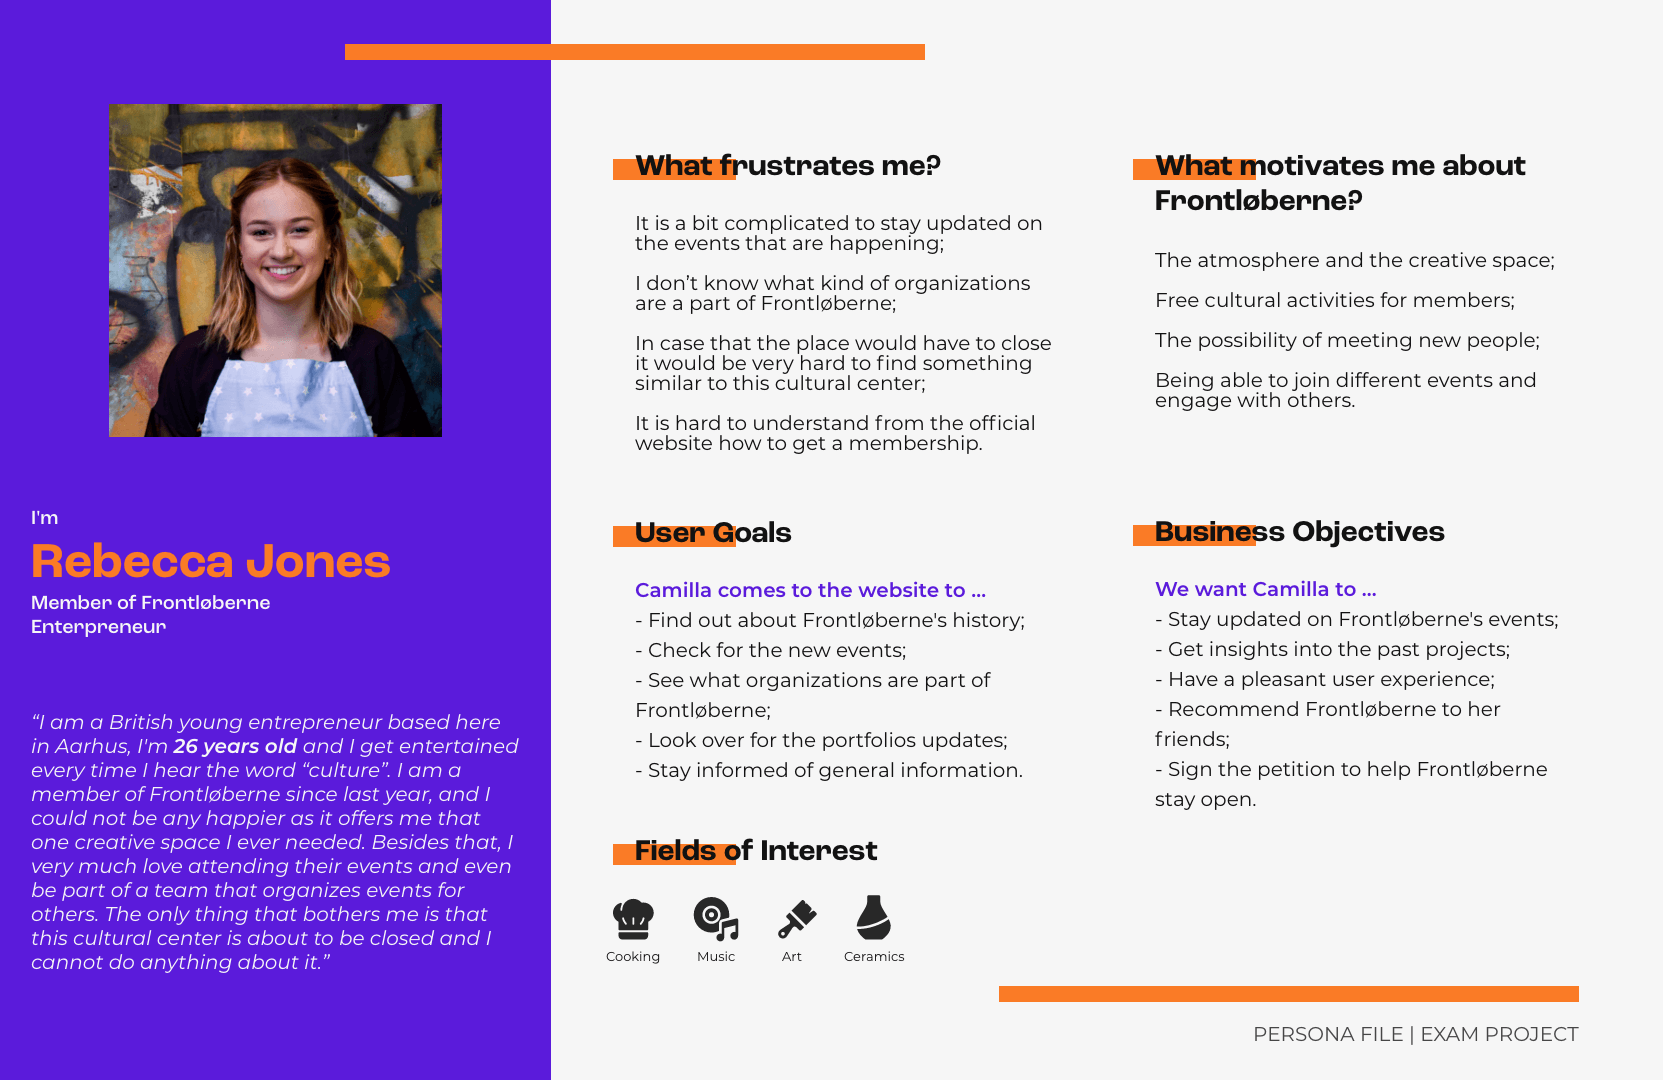 I'm
Rebecca Jones
Member of Frontløberne
Enterpreneur
“I am a British young entrepreneur based here
in Aarhus, I'm 26 years old and I get entertained
every time I hear the word “culture”. I am a
member of Frontløberne since last year, and I
could not be any happier as it offers me that
one creative space I ever needed. Besides that, I
very much love attending their events and even
be part of a team that organizes events for
others. The only thing that bothers me is that
this cultural center is about to be closed and I
cannot do anything about it.”
What frustrates me?
It is a bit complicated to stay updated on
the events that are happening;
I don’t know what kind of organizations
are a part of Frontløberne;
In case that the place would have to close
it would be very hard to find something
similar to this cultural center;
It is hard to understand from the official
website how to get a membership.
What motivates me about
Frontløberne?
The atmosphere and the creative space;
Free cultural activities for members;
The possibility of meeting new people;
Being able to join different events and
engage with others.
User Goals
Camilla comes to the website to ...
- Find out about Frontløberne's history;
- Check for the new events;
- See what organizations are part of
Frontløberne;
- Look over for the portfolios updates;
- Stay informed of general information.
Business Objectives
We want Camilla to ...
- Stay updated on Frontløberne's events;
- Get insights into the past projects;
- Have a pleasant user experience;
- Recommend Frontløberne to her
friends;
- Sign the petition to help Frontløberne
stay open.
Fields of Interest
Cooking
Music
Art
Ceramics
PERSONA FILE | EXAM PROJECT